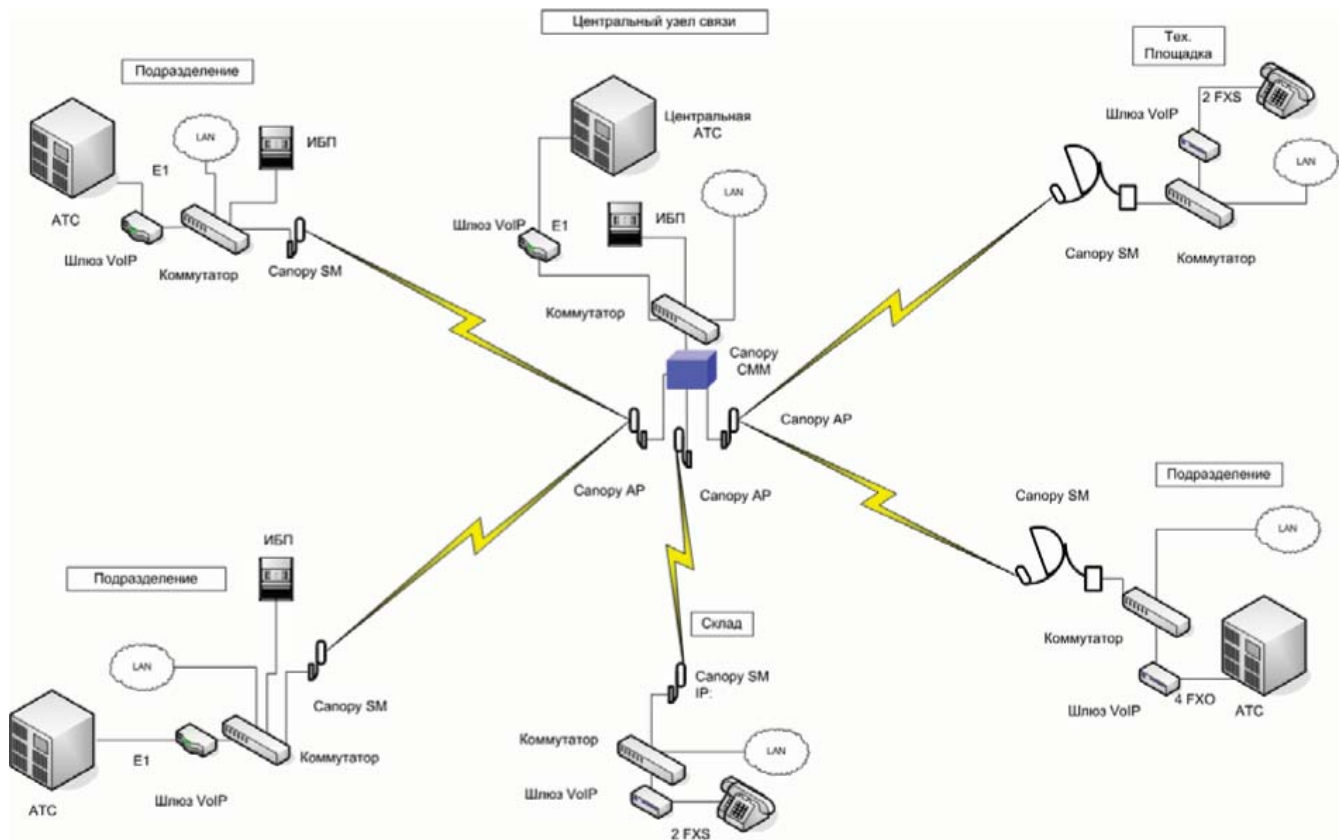 Центральный узел связи
Подразделение
LAN
ИБП
E1
АТС
Шлюз VoIP
Коммутатор
Canopy SM
Центральная
АТС
LAN
ИБП
Шлюз VoIP
E1
Коммутатор
Canopy
CMM
Canopy AP
Canopy AP
Canopy AP
Тех.
Площадка
2 FXS
Шлюз VoIP
LAN
Canopy SM
Коммутатор
Подразделение
Canopy SM
LAN
Коммутатор
Шлюз VoIP
4 FXO
АТС
Подразделение
ИБП
LAN
Canopy SM
E1
Коммутатор
Шлюз VoIP
АТС
Склад
Canopy SM
IP:
Коммутатор
LAN
Шлюз VoIP
2 FXS